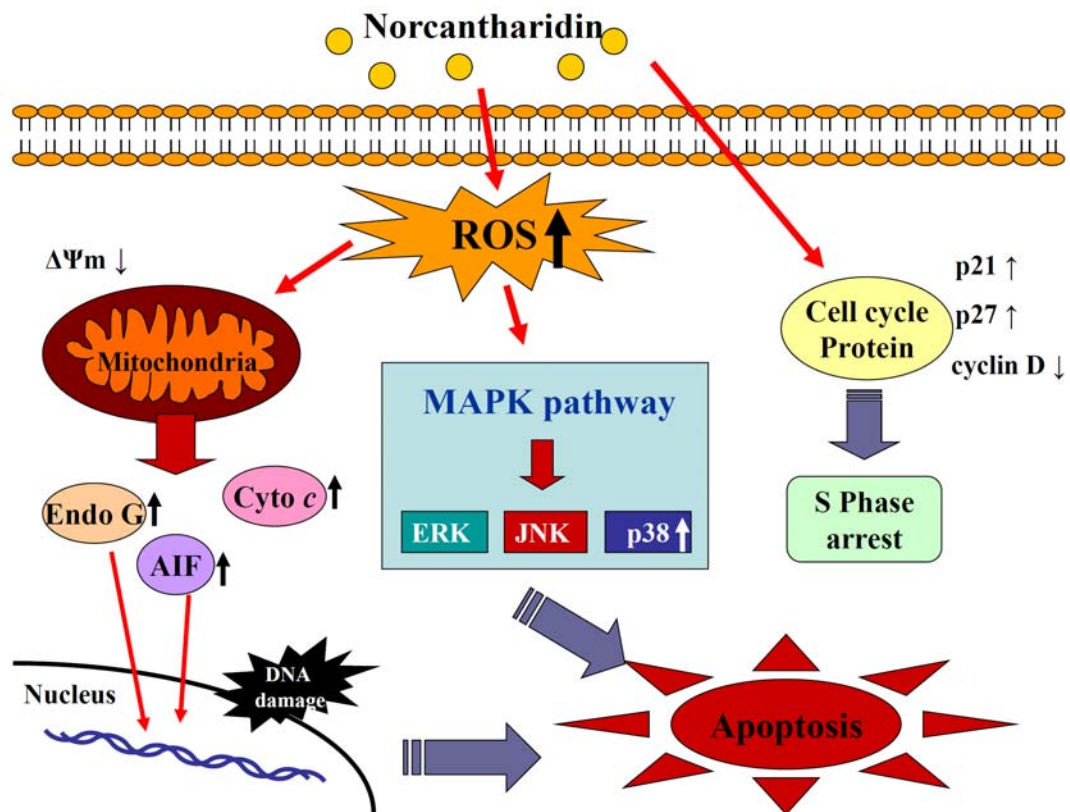 Norcantharidin
ROS
ΔΨm ↓
Mitochondria
p21 ↑
p27 ↑
cyclin D ↓
Cell cycle
Protein
MAPK pathway
ERK
JNK
p38
S Phase
arrest
Endo G
Cyto c
AIF
DNA
damage
Nucleus
Apoptosis